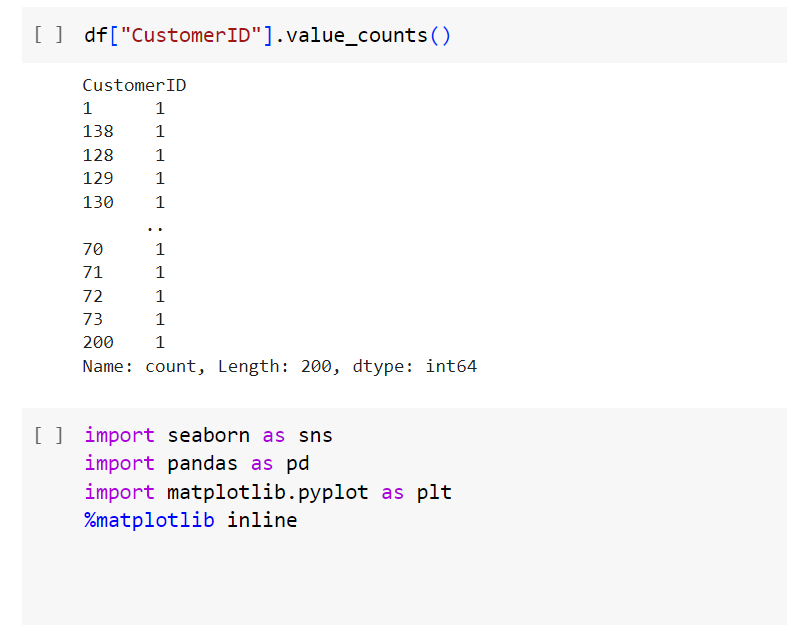 [ ] df["CustomerID"].value_counts()
CustomerID
1      1
138    1
128    1
129    1
130    1
      ..
70     1
71     1
72     1
73     1
200    1
Name: count, Length: 200, dtype: int64
[ ] import seaborn as sns
import pandas as pd
import matplotlib.pyplot as plt
%matplotlib inline